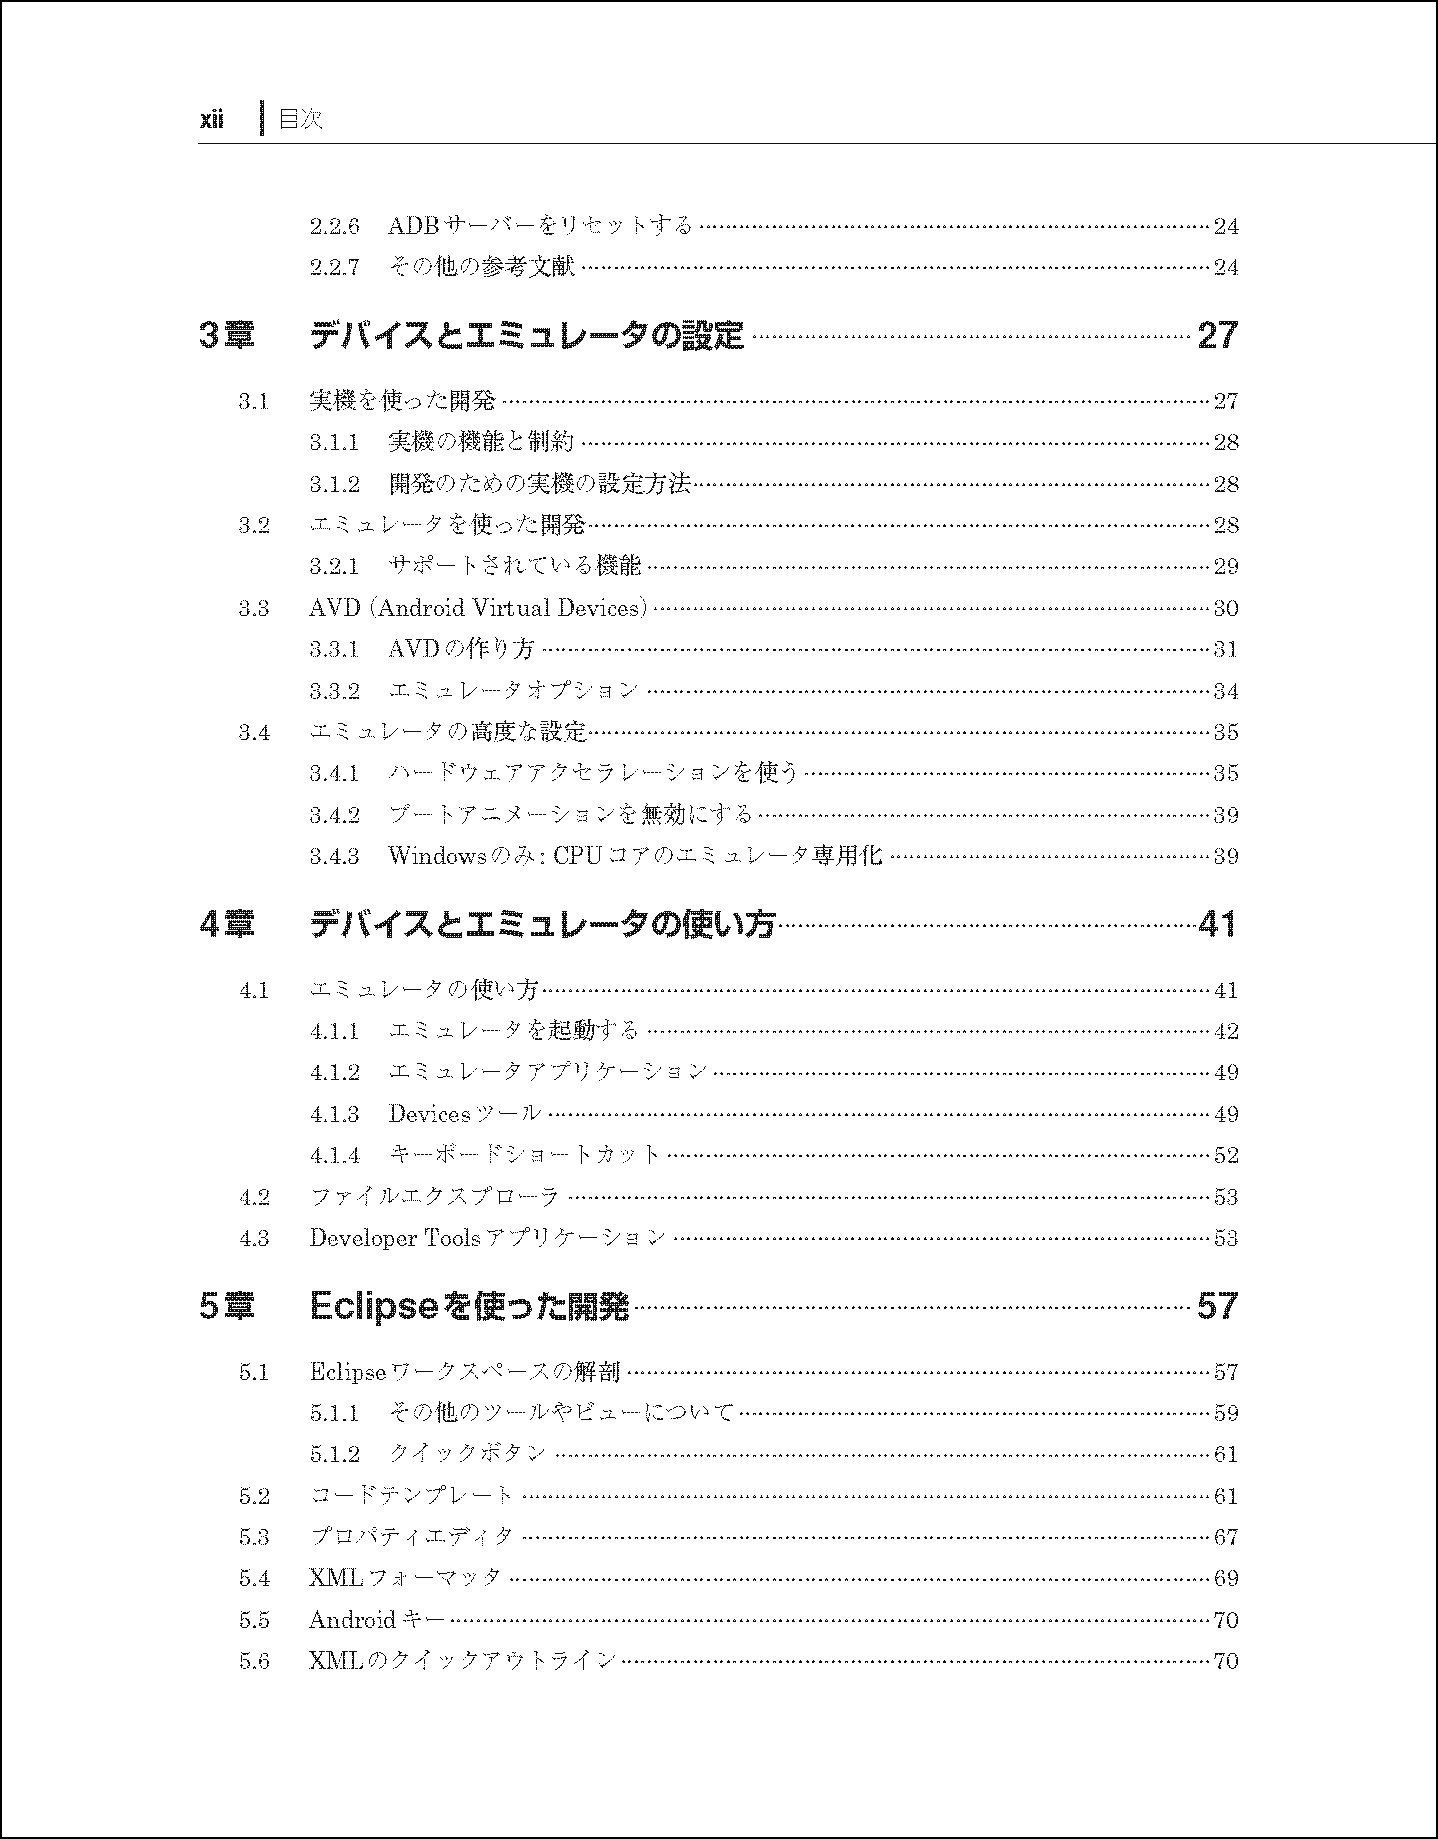 xii 目次
2.2.6 ADBサーバーをリセットする 24
2.2.7 その他の参考文献 24
3章 デバイスとエミュレータの設定 27
3.1 実機を使った開発 27
3.1.1 実機の機能と制約 28
3.1.2 開発のための実機の設定方法 28
3.2 エミュレータを使った開発 28
3.2.1 サポートされている機能 29
3.3 AVD (Android Virtual Devices) 30
3.3.1 AVDの作り方 31
3.3.2 エミュレータオプション 34
3.4 エミュレータの高度な設定 35
3.4.1 ハードウェアアクセラレーションを使う 35
3.4.2 ブートアニメーションを無効にする 39
3.4.3 Windowsのみ: CPUコアのエミュレータ専用化 39
4章 デバイスとエミュレータの使い方 41
4.1 エミュレータの使い方 41
4.1.1 エミュレータを起動する 42
4.1.2 エミュレータアプリケーション 49
4.1.3 Devicesツール 49
4.1.4 キーボードショートカット 52
4.2 ファイルエクスプローラ 53
4.3 Developer Toolsアプリケーション 53
5章 Eclipseを使った開発 57
5.1 Eclipseワークスペースの解剖 57
5.1.1 その他のツールやビューについて 59
5.1.2 クイックボタン 61
5.2 コードテンプレート 61
5.3 プロパティエディタ 67
5.4 XMLフォーマッタ 69
5.5 Androidキー 70
5.6 XMLのクイックアウトライン 70